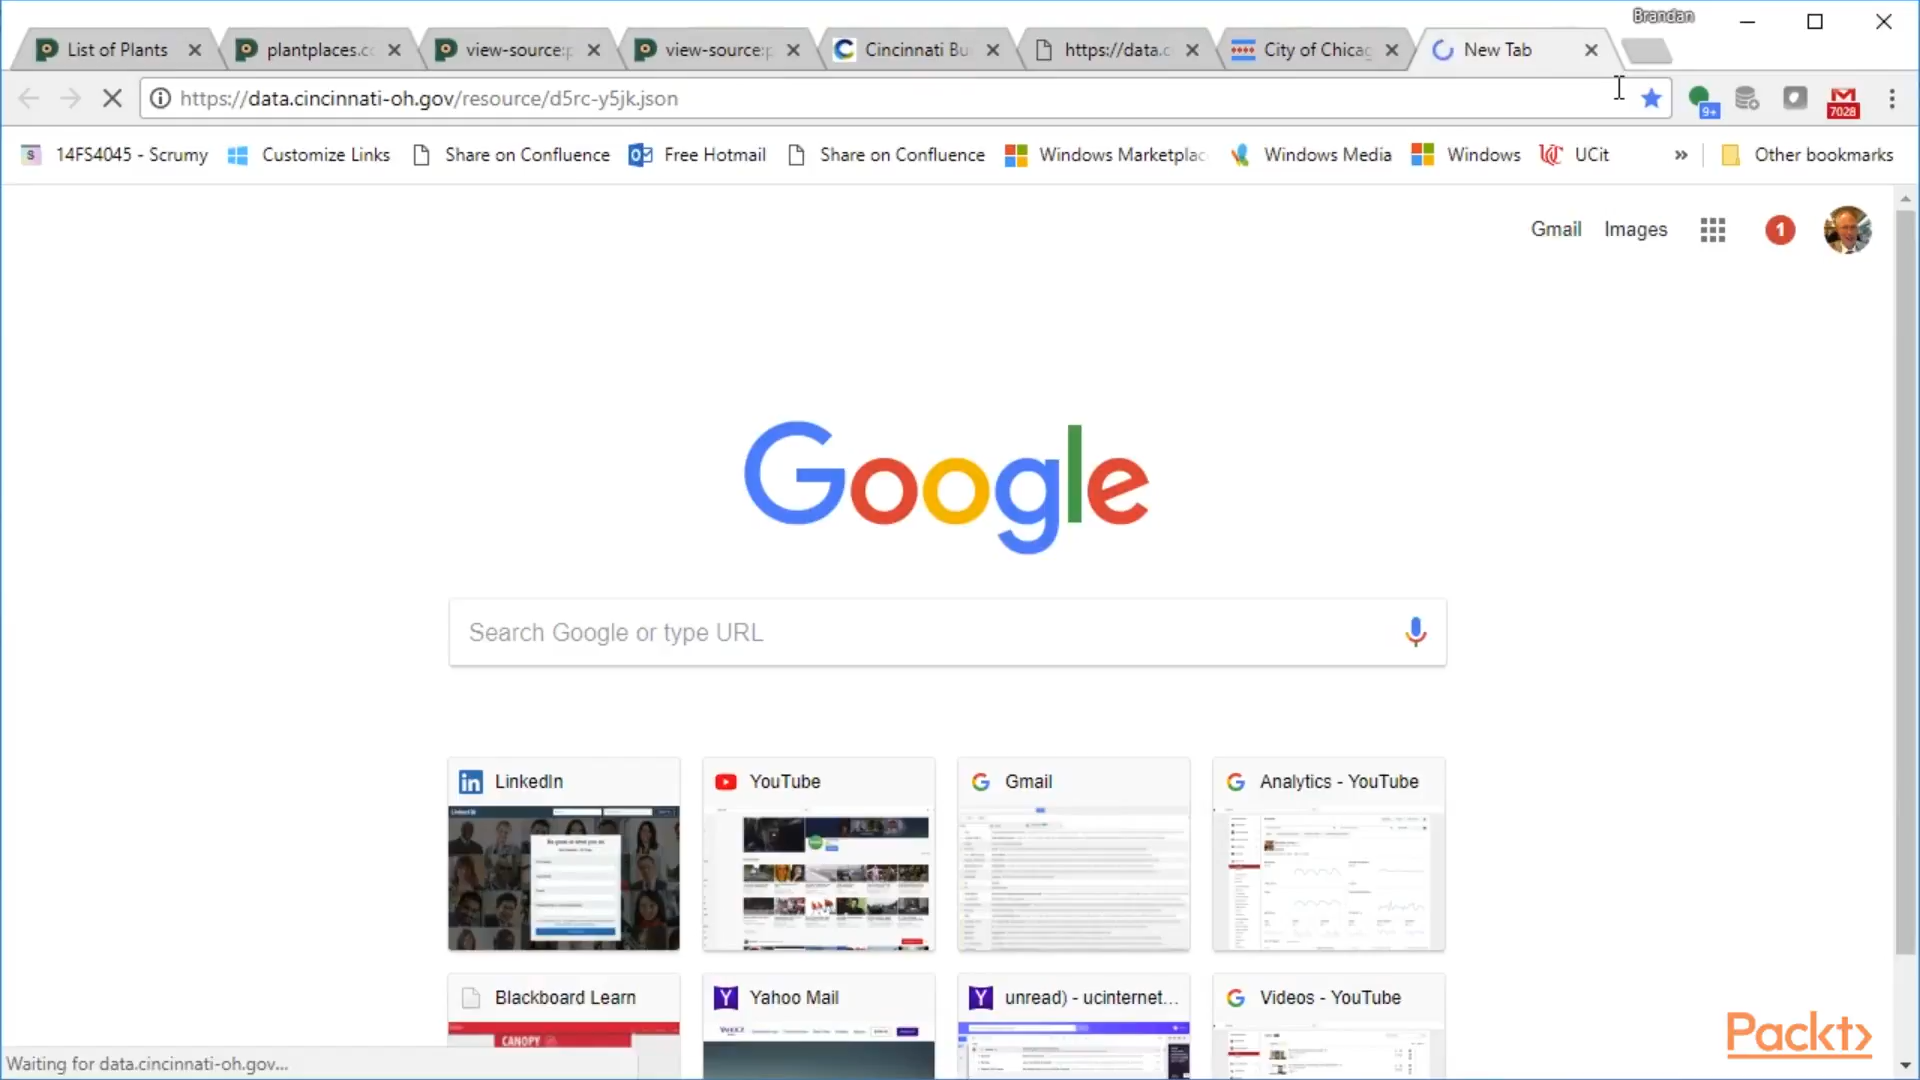 Brandan
List of Plants
plantplaces.c
view-source:p
view-source:p
Cincinnati Bu
https://data.c
City of Chicag
New Tab
https://data.cincinnati-oh.gov/resource/d5rc-y5jk.json
9+
7028
S
14FS4045 - Scrumy
Customize Links
Share on Confluence
Free Hotmail
Share on Confluence
Windows Marketplac
Windows Media
Windows
UCit
»
Other bookmarks
Gmail
Images
1
Google
Search Google or type URL
in
LinkedIn
YouTube
Gmail
Analytics - YouTube
Blackboard Learn
Yahoo Mail
unread) - ucinternet...
Videos - YouTube
CANOPY
Waiting for data.cincinnati-oh.gov...
Packt>